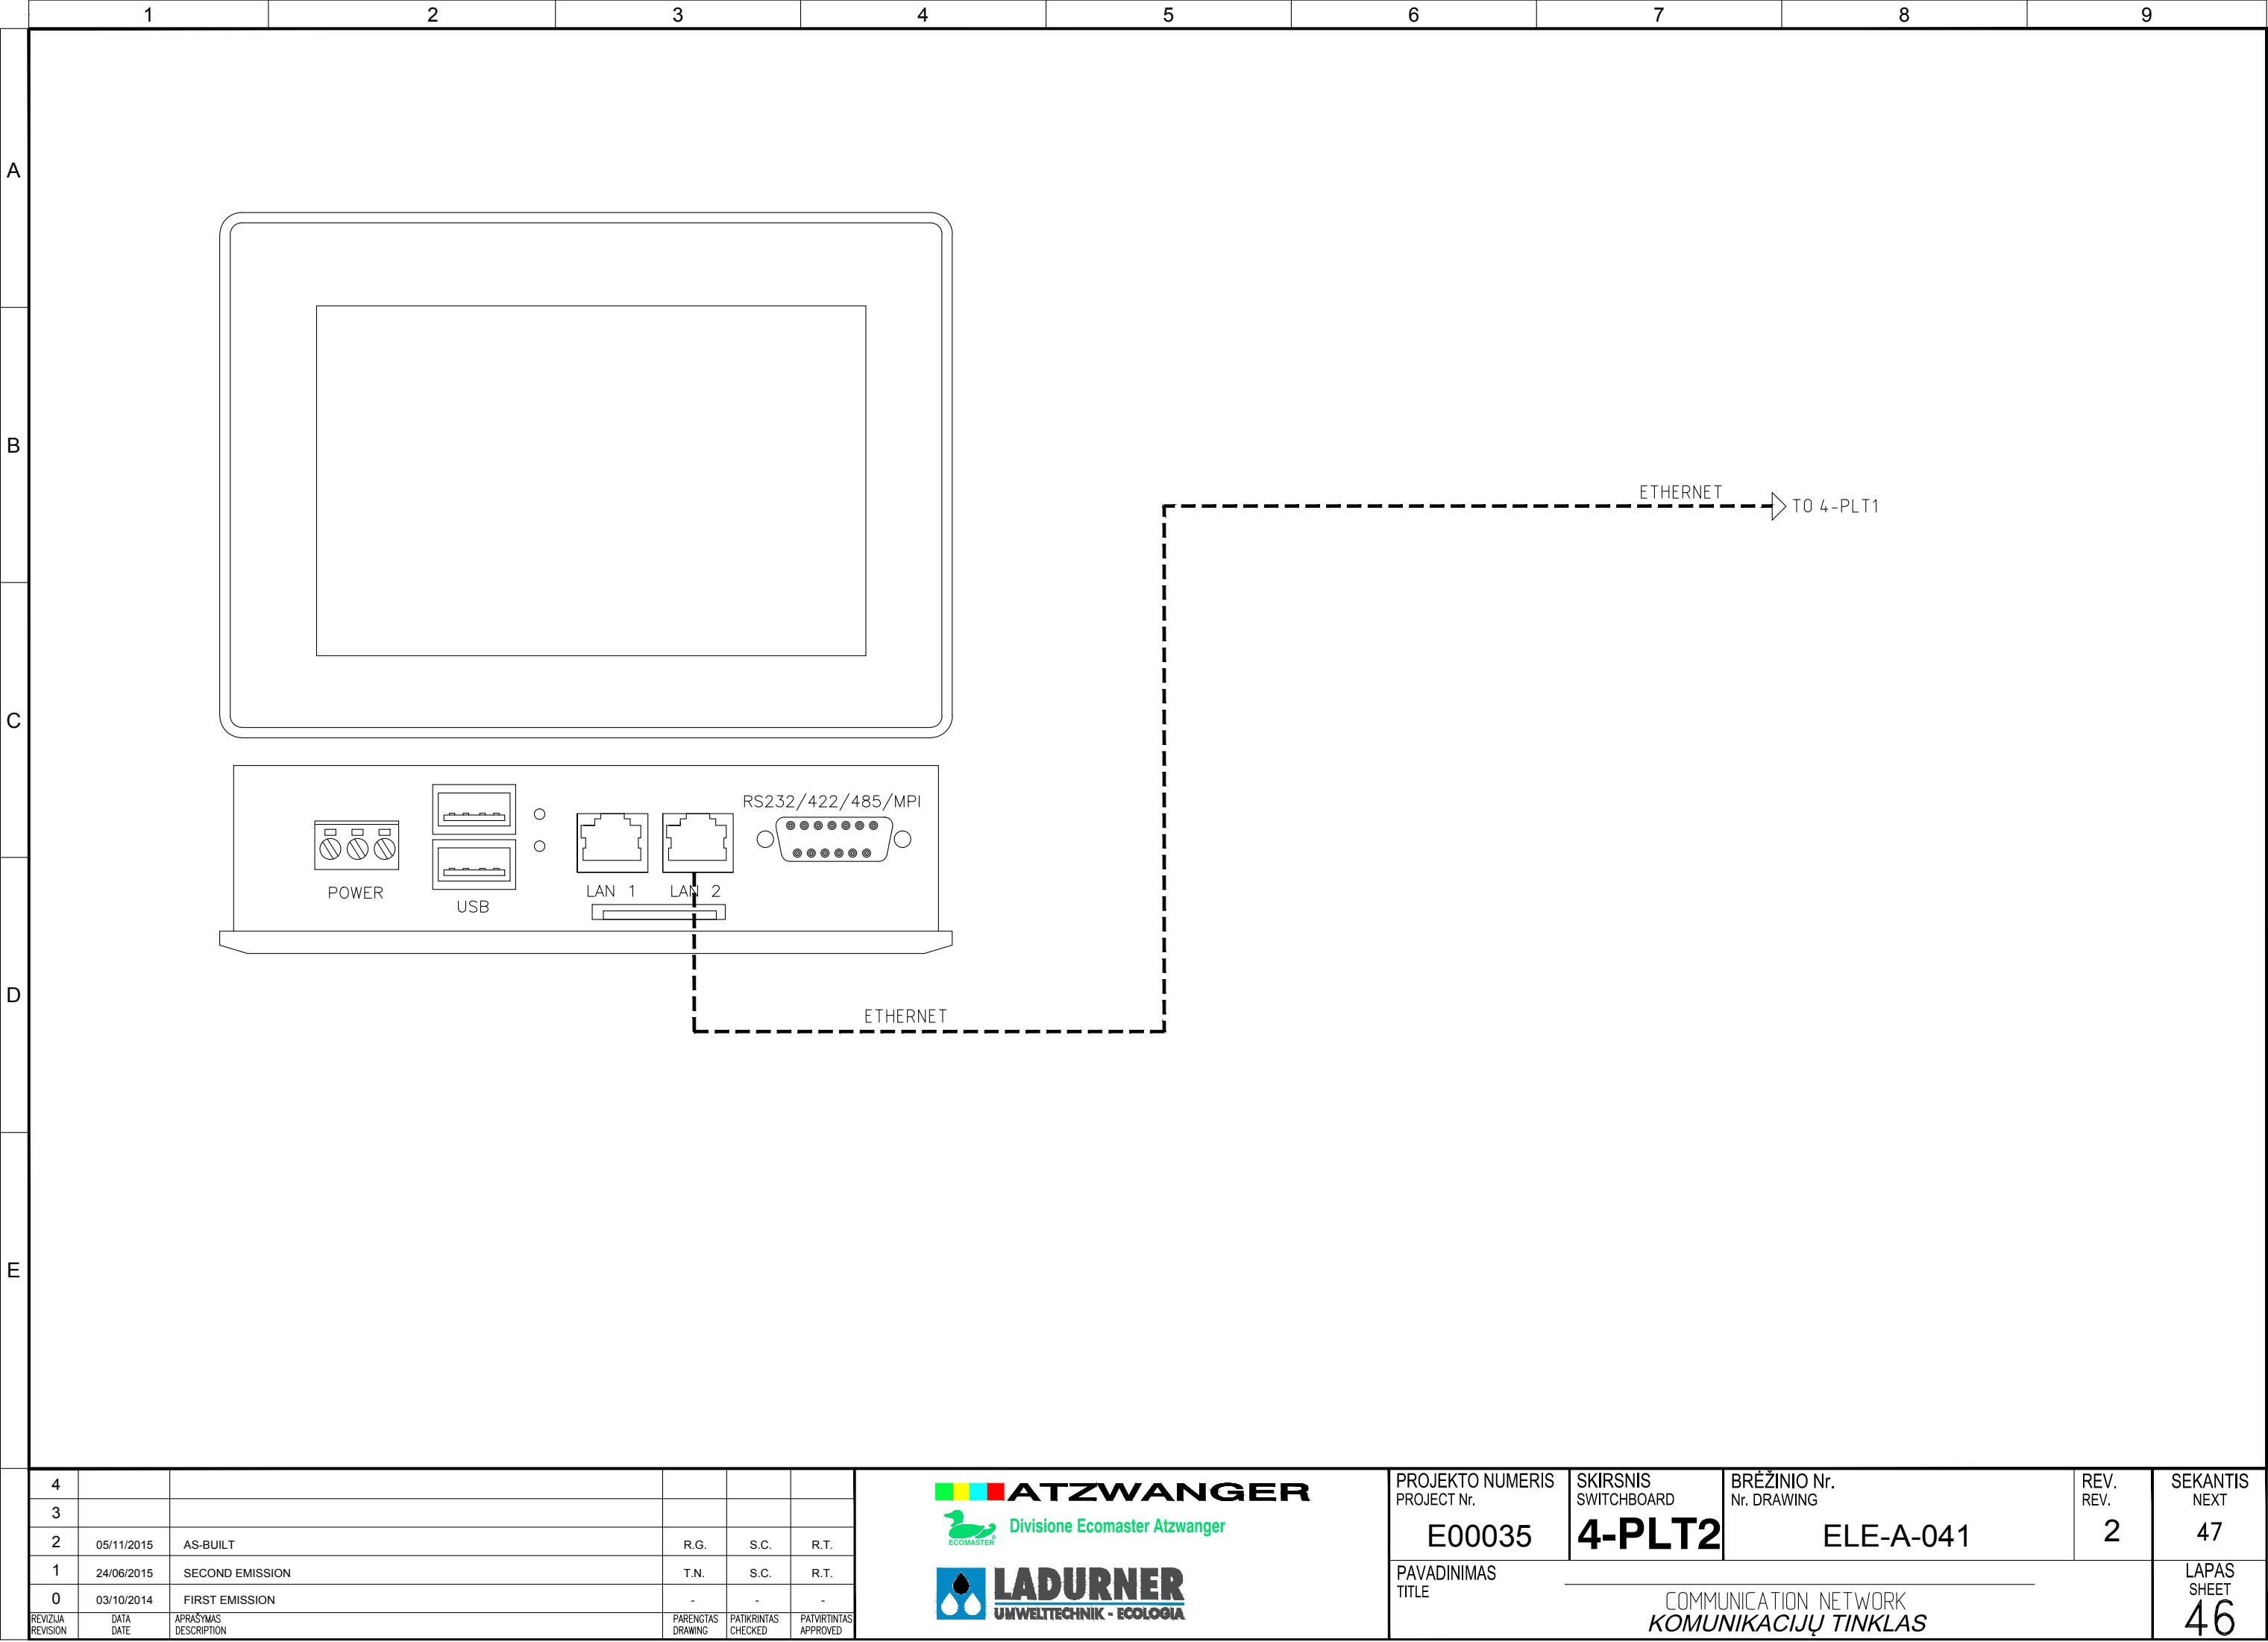 1 2 3 4 5 6 7 8 9
A
B
C
D
E
ETHERNET
TO 4-PLT1
RS232/422/485/MPI
POWER
USB
LAN 1
LAN 2
ETHERNET
4
3
2 05/11/2015 AS-BUILT R.G. S.C. R.T.
1 24/06/2015 SECOND EMISSION T.N. S.C. R.T.
0 03/10/2014 FIRST EMISSION - - -
REVIZIJA DATA APRAŠYMAS PARENGTAS PATIKRINTAS PATVIRTINTAS
REVISION DATE DESCRIPTION DRAWING CHECKED APPROVED
ATZWANGER
Divisione Ecomaster Atzwanger
ECOMASTER
LADURNER
UMWELTTECHNIK - ECOLOGIA
PROJEKTO NUMERIS
PROJECT Nr.
E00035
SKIRSNIS
SWITCHBOARD
4-PLT2
BRĖŽINIO Nr.
Nr. DRAWING
ELE-A-041
REV.
REV.
2
SEKANTIS
NEXT
47
PAVADINIMAS
TITLE
COMMUNICATION NETWORK
KOMUNIKACIJŲ TINKLAS
LAPAS
SHEET
46